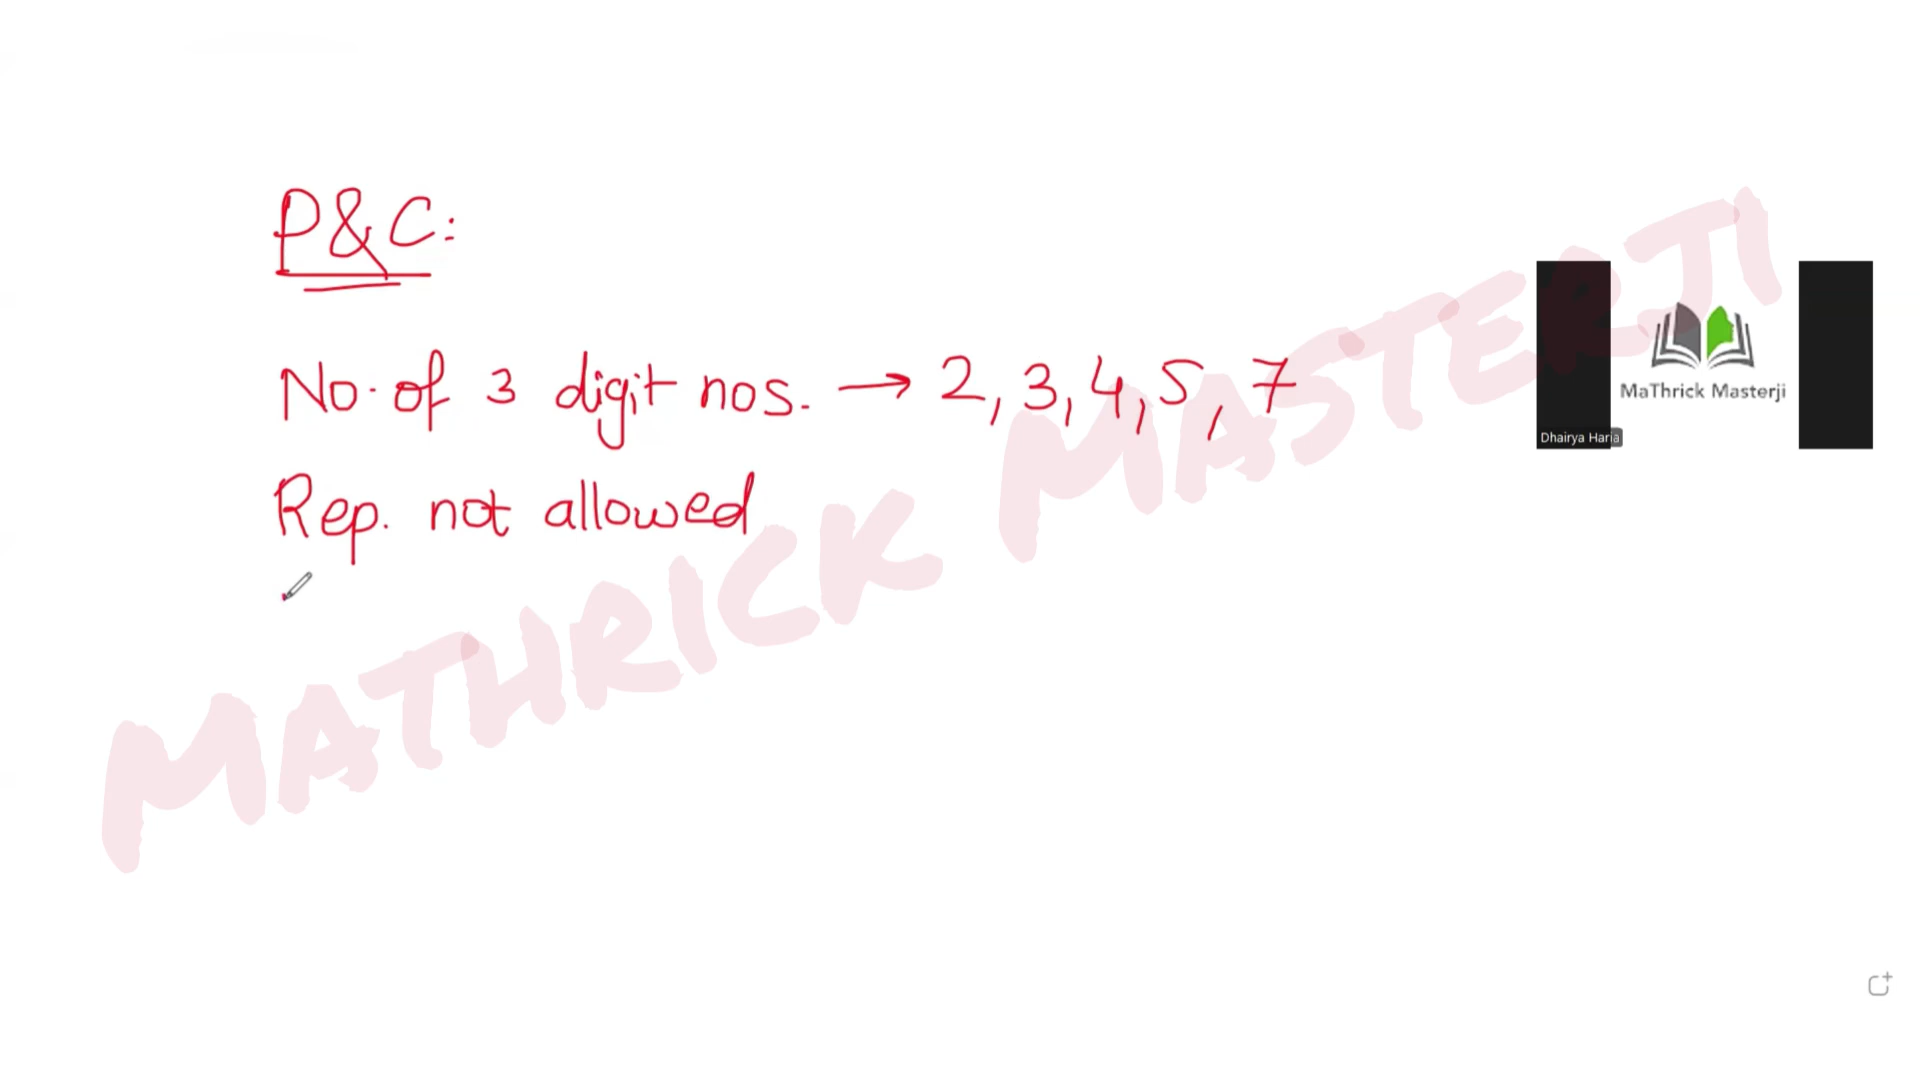 P&C:
No. of 3 digit nos. → 2, 3, 4, 5, 7
Rep. not allowed
MATHRICK MASTERJI
MaThrick Masterji
Dhairya Haria